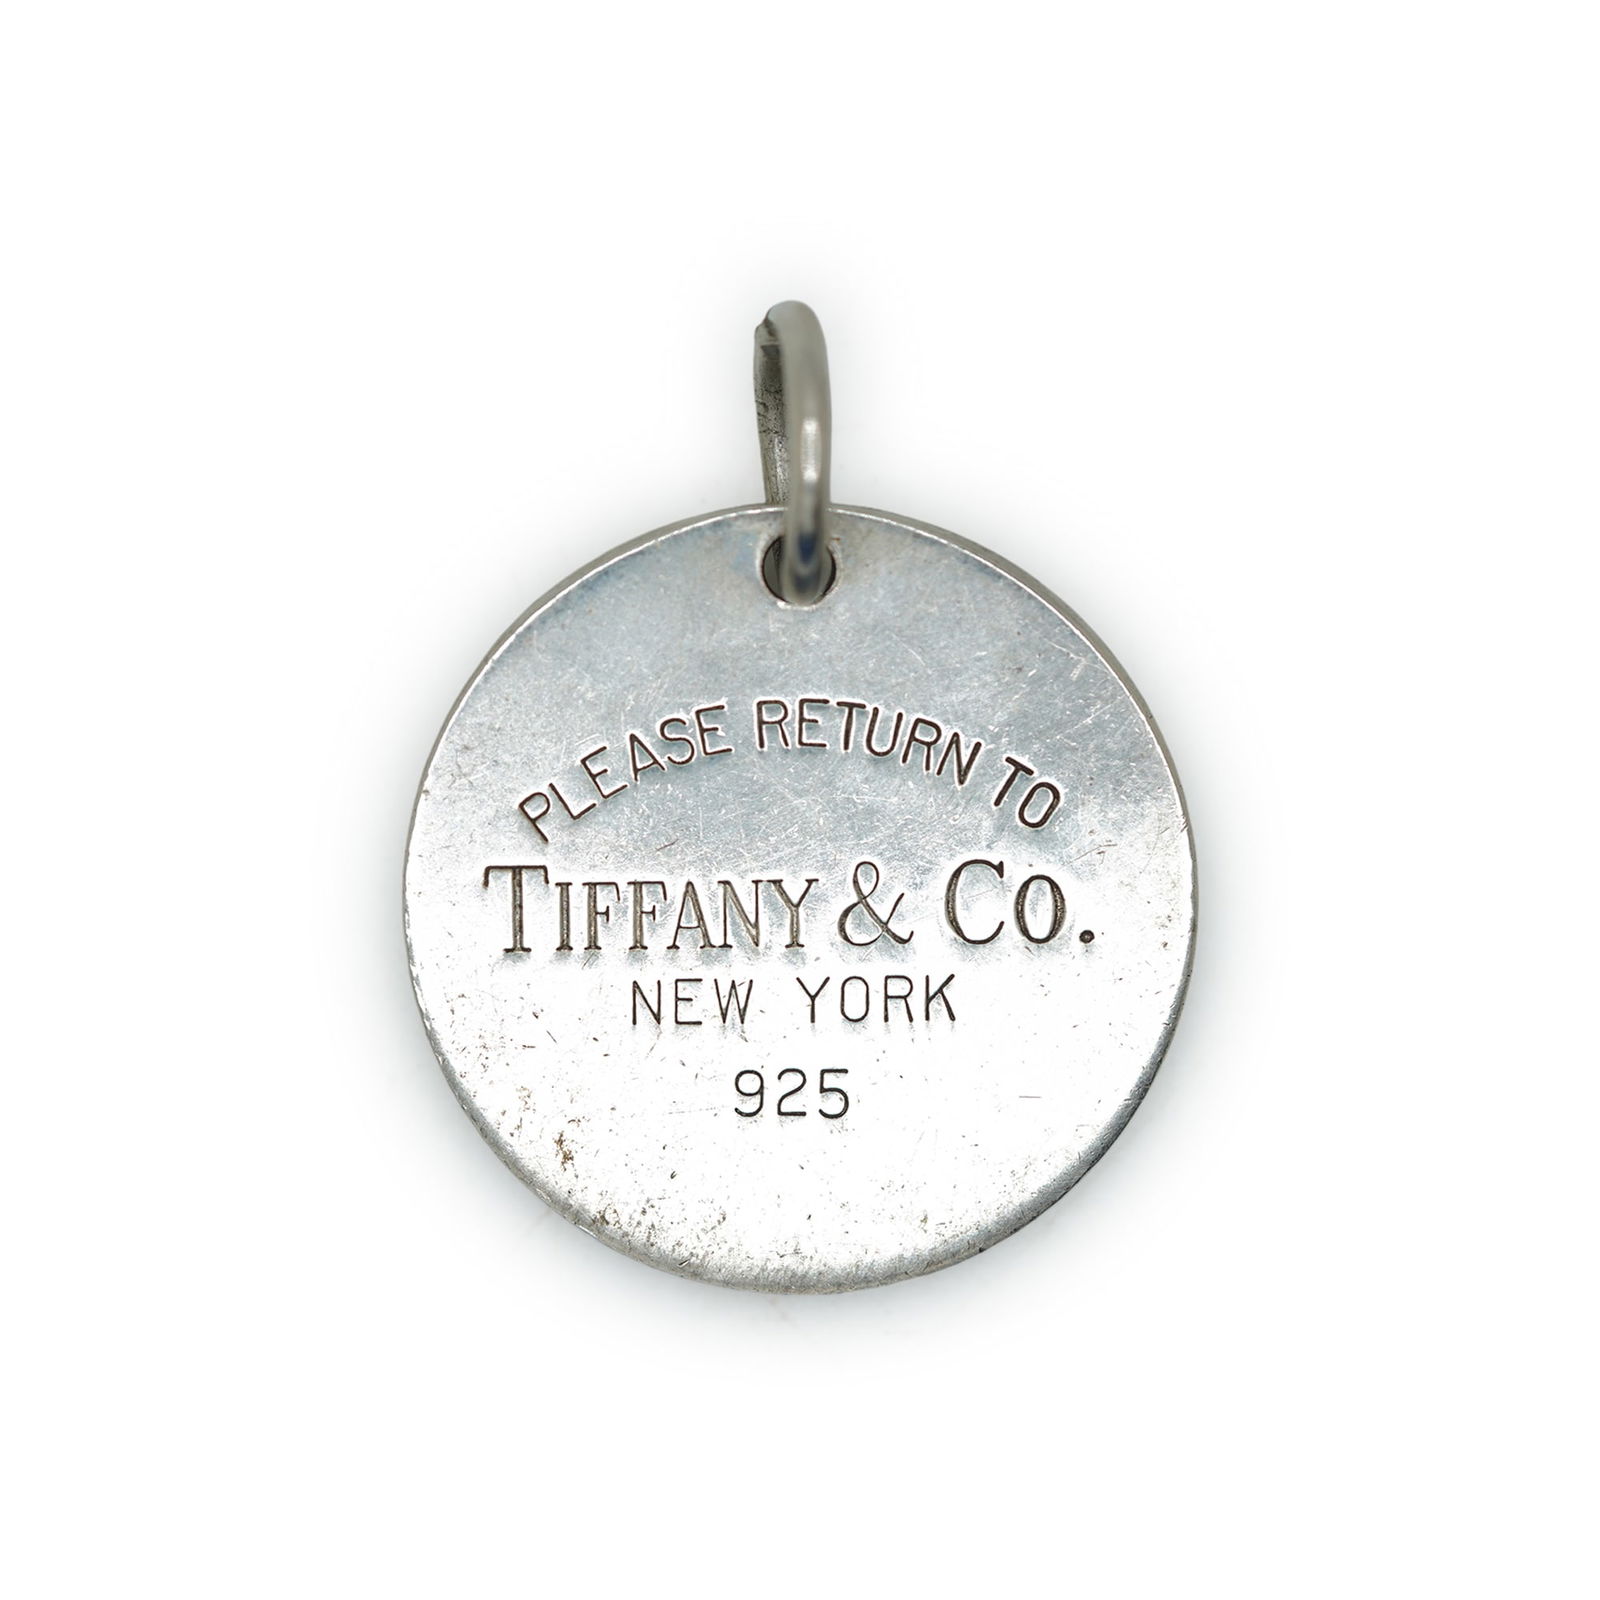 PLEASE RETURN TO
TIFFANY & CO.
NEW YORK
925